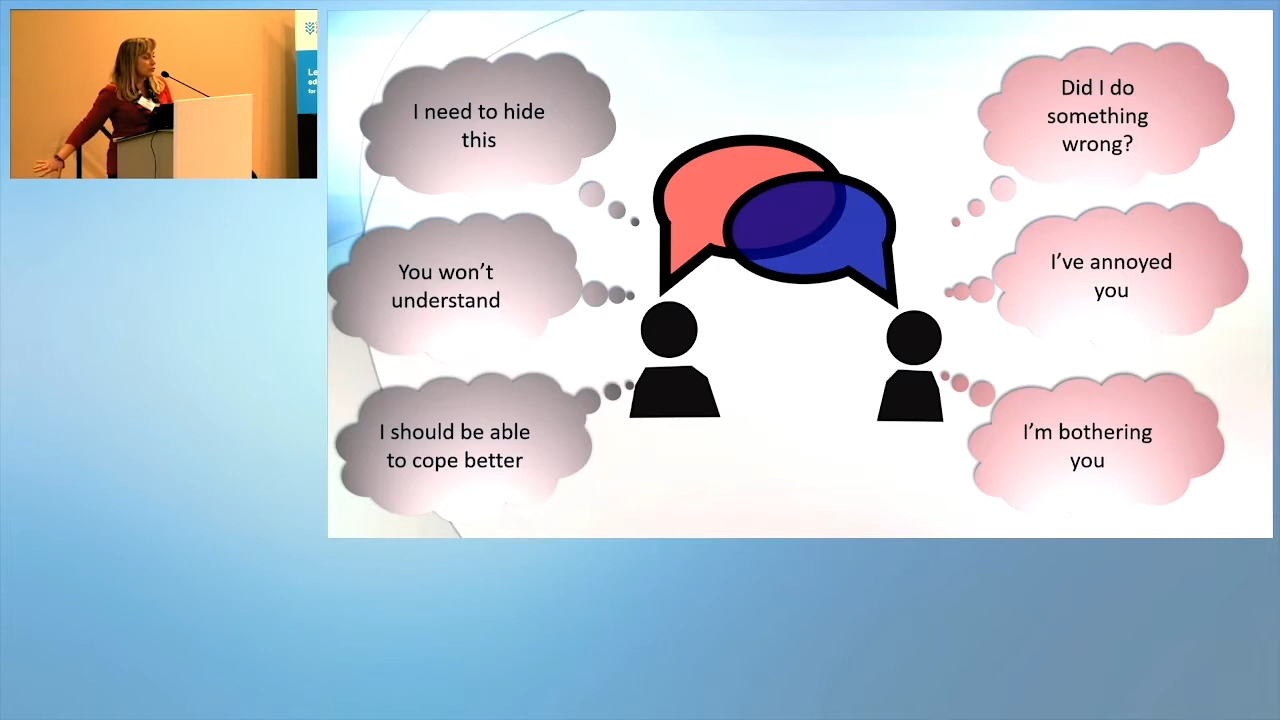 I need to hide
this
You won't
understand
I should be able
to cope better
Did I do
something
wrong?
I've annoyed
you
I'm bothering
you